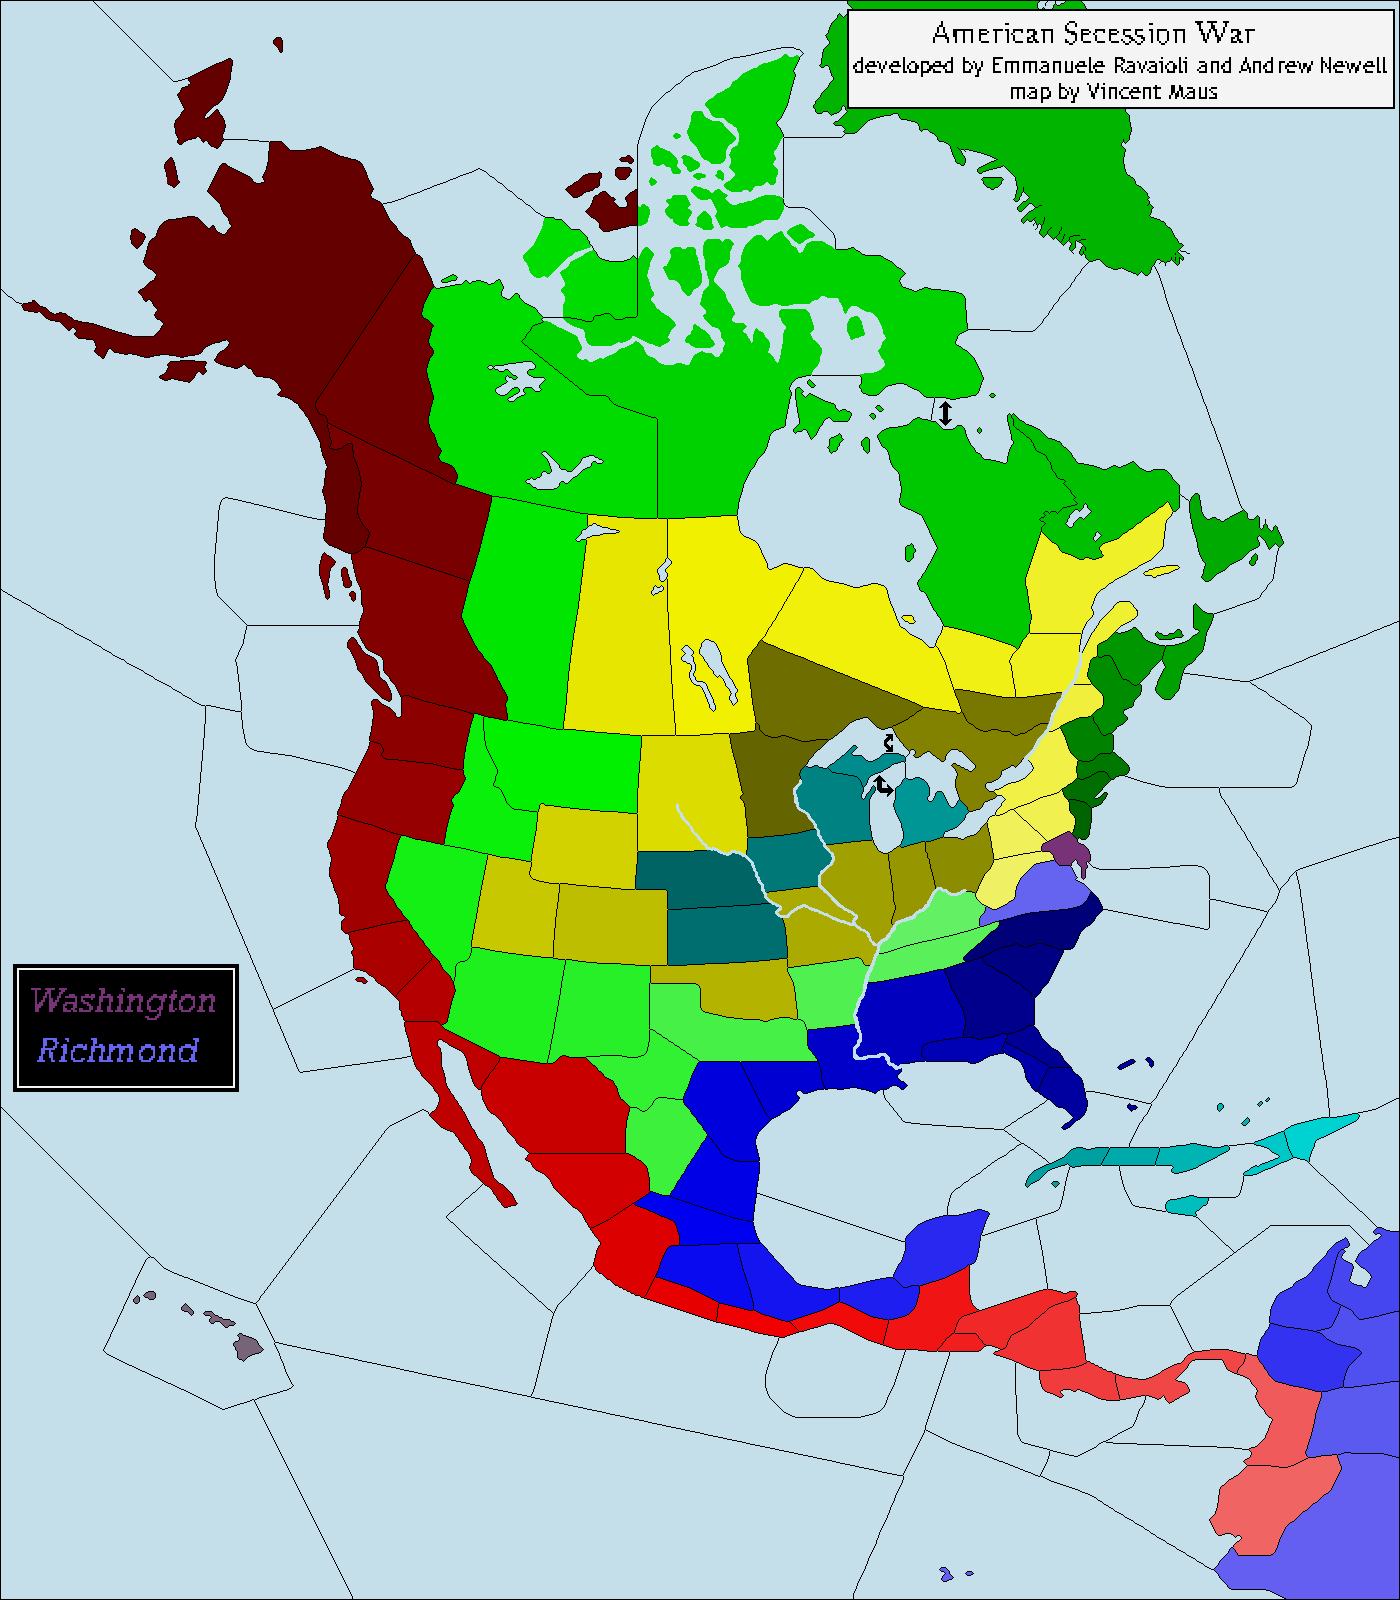 American Secession War
developed by Emmanuele Ravaioli and Andrew Newell
map by Vincent Maus
Washington
Richmond